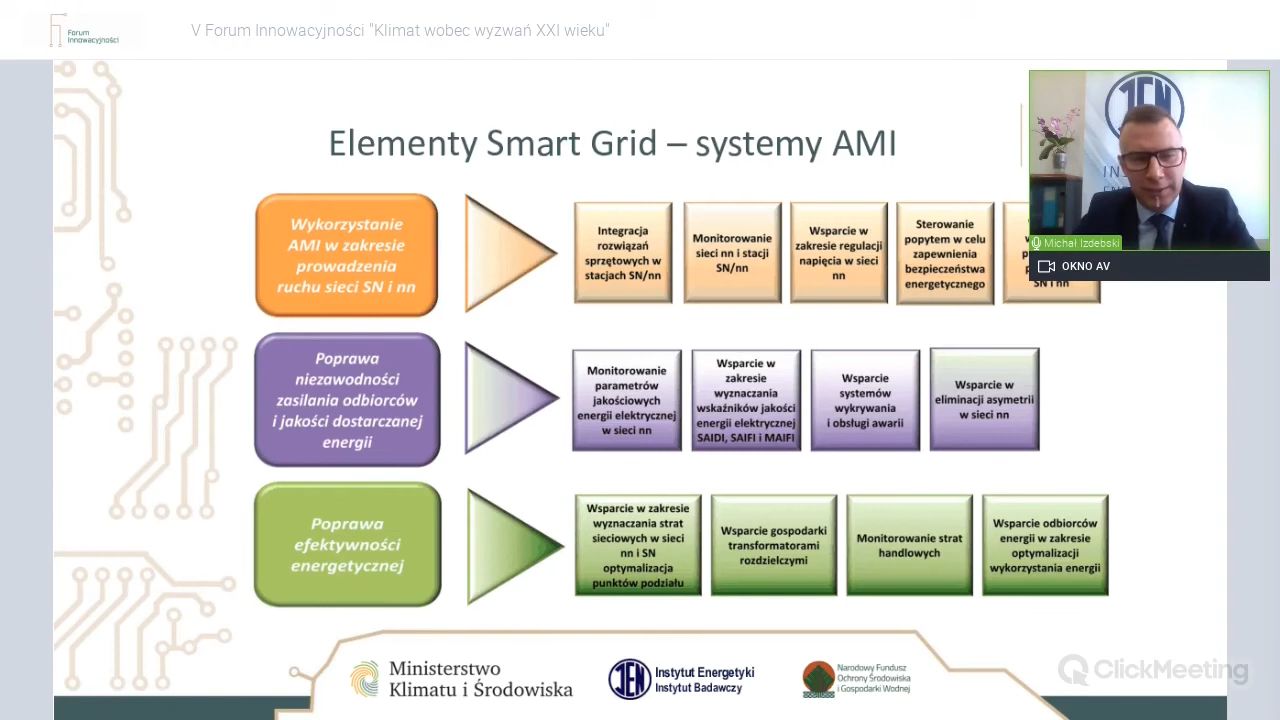 Forum
Innowacyjności
V Forum Innowacyjności "Klimat wobec wyzwań XXI wieku"
Elementy Smart Grid – systemy AMI
IEN
Michał Izdebski
OKNO AV
Wykorzystanie
AMI w zakresie
prowadzenia
ruchu sieci SN i nn
Integracja
rozwiązań
sprzętowych w
stacjach SN/nn
Monitorowanie
sieci nn i stacji
SN/nn
Wsparcie w
zakresie regulacji
napięcia w sieci
nn
Sterowanie
popytem w celu
zapewnienia
bezpieczeństwa
energetycznego
SN i nn
Poprawa
niezawodności
zasilania odbiorców
i jakości dostarczanej
energii
Monitorowanie
parametrów
jakościowych
energii elektrycznej
w sieci nn
Wsparcie w
zakresie
wyznaczania
wskaźników jakości
energii elektrycznej
SAIDI, SAIFI i MAIFI
Wsparcie
systemów
wykrywania
i obsługi awarii
Wsparcie w
eliminacji asymetrii
w sieci nn
Poprawa
efektywności
energetycznej
Wsparcie w zakresie
wyznaczania strat
sieciowych w sieci
nn i SN
optymalizacja
punktów podziału
Wsparcie gospodarki
transformatorami
rozdzielczymi
Monitorowanie strat
handlowych
Wsparcie odbiorców
energii w zakresie
optymalizacji
wykorzystania energii
Ministerstwo
Klimatu i Środowiska
IEN
Instytut Energetyki
Instytut Badawczy
Narodowy Fundusz
Ochrony Środowiska
i Gospodarki Wodnej
ClickMeeting